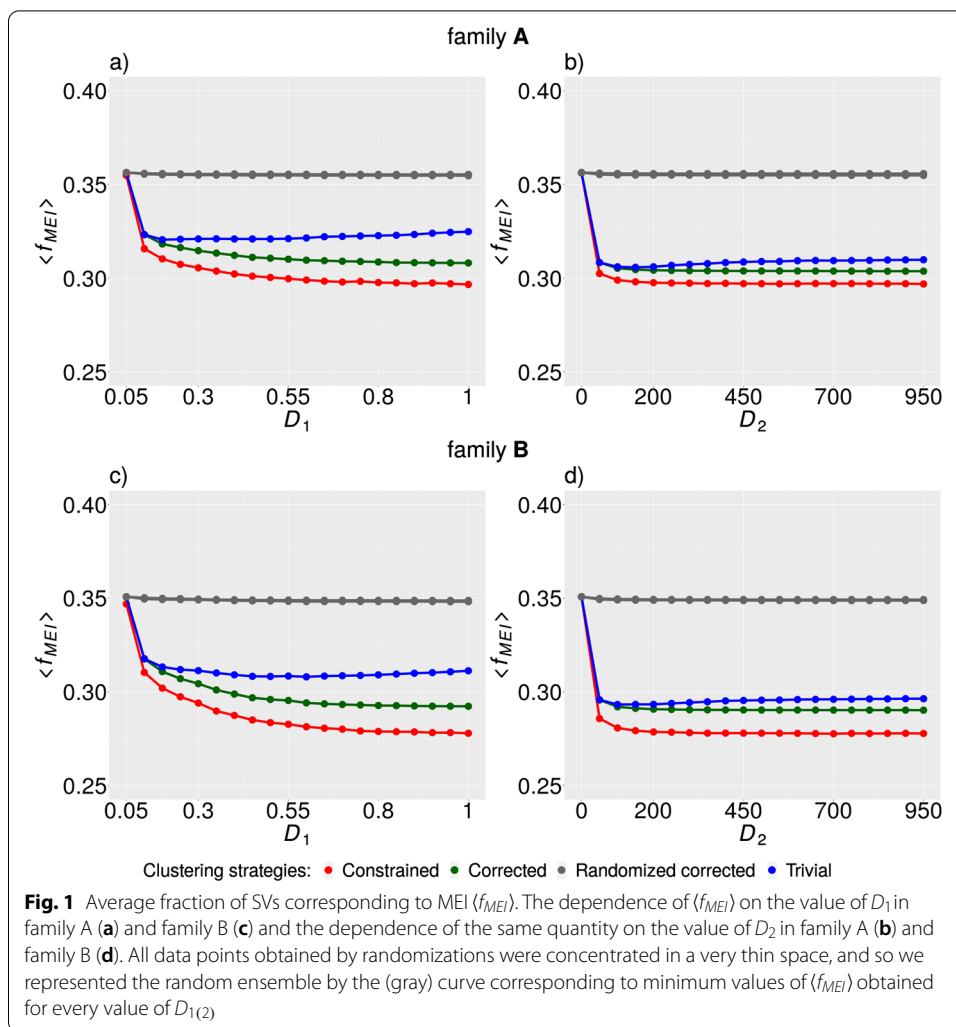 family A
a)
b)
0.40
0.35
0.30
0.25
<f_MEI>
0.05 0.3 0.55 0.8 1
D_1
0.40
0.35
0.30
0.25
<f_MEI>
0 200 450 700 950
D_2
family B
c)
d)
0.40
0.35
0.30
0.25
<f_MEI>
0.05 0.3 0.55 0.8 1
D_1
0.40
0.35
0.30
0.25
<f_MEI>
0 200 450 700 950
D_2
Clustering strategies: Constrained Corrected Randomized corrected Trivial
Fig. 1 Average fraction of SVs corresponding to MEI ⟨f_MEI⟩. The dependence of ⟨f_MEI⟩ on the value of D_1 in
family A (a) and family B (c) and the dependence of the same quantity on the value of D_2 in family A (b) and
family B (d). All data points obtained by randomizations were concentrated in a very thin space, and so we
represented the random ensemble by the (gray) curve corresponding to minimum values of ⟨f_MEI⟩ obtained
for every value of D_1(2)